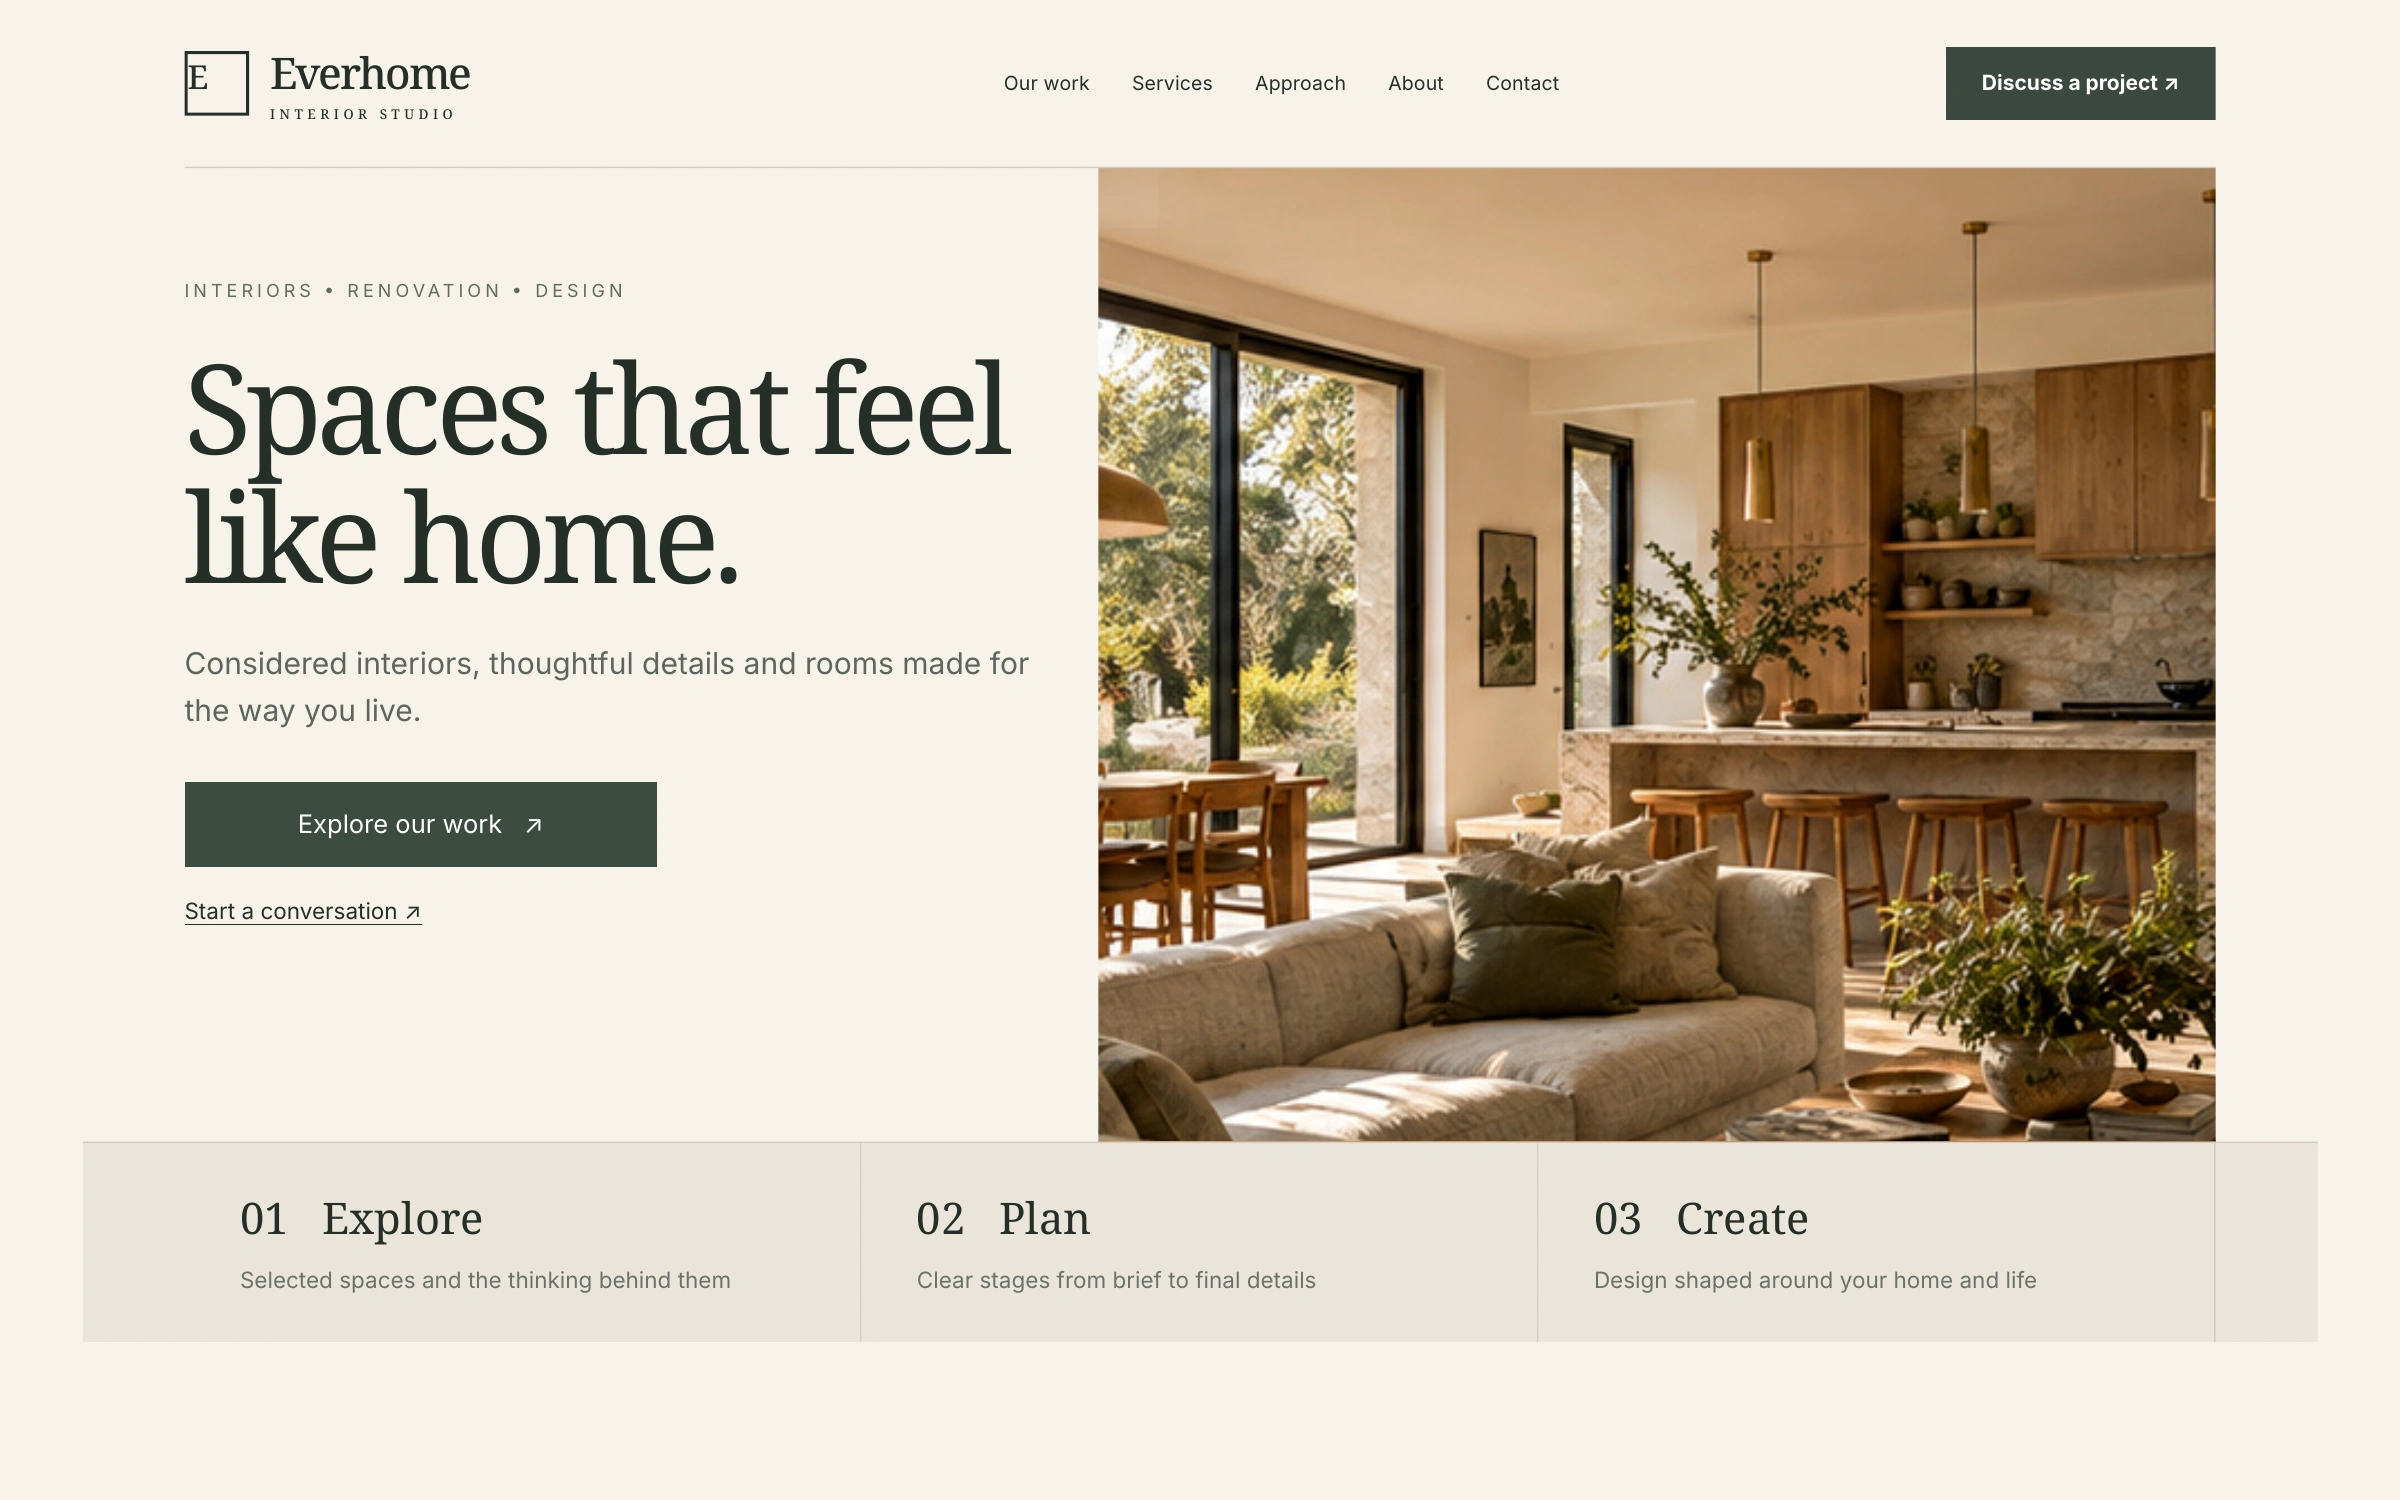 E
Everhome
INTERIOR STUDIO
Our work
Services
Approach
About
Contact
Discuss a project ↗
INTERIORS • RENOVATION • DESIGN
Spaces that feel
like home.
Considered interiors, thoughtful details and rooms made for
the way you live.
Explore our work ↗
Start a conversation ↗
01 Explore
Selected spaces and the thinking behind them
02 Plan
Clear stages from brief to final details
03 Create
Design shaped around your home and life